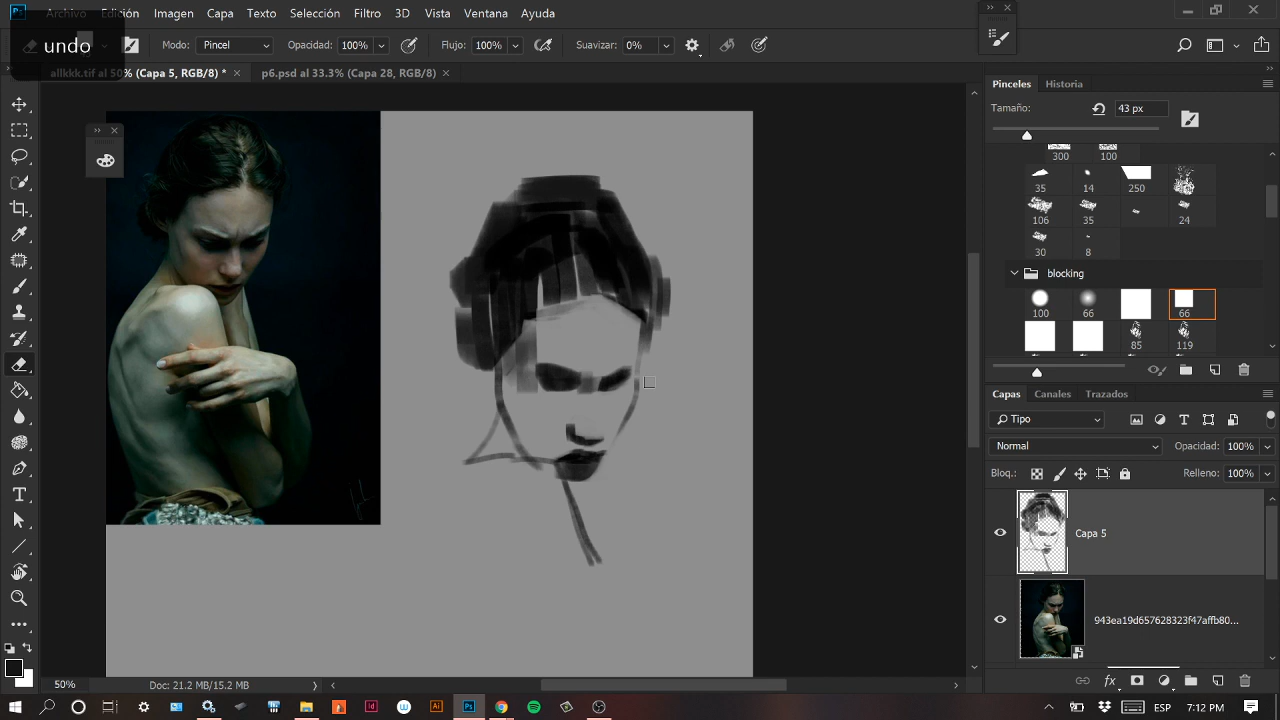 Ps Archivo Edición Imagen Capa Texto Selección Filtro 3D Vista Ventana Ayuda
undo
Modo: Pincel Opacidad: 100% Flujo: 100% Suavizar: 0%
allkkk.tif al 50% (Capa 5, RGB/8) * × p6.psd al 33.3% (Capa 28, RGB/8) ×
Pinceles Historia
Tamaño: 43 px
300 100
35 14 250
106 35 24
30 8
blocking
100 66 66
85 119
Capas Canales Trazados
Tipo
Normal Opacidad: 100%
Bloq.: Relleno: 100%
Capa 5
943ea19d657628323f47affb80...
50% Doc: 21.2 MB/15.2 MB
ESP 7:12 PM